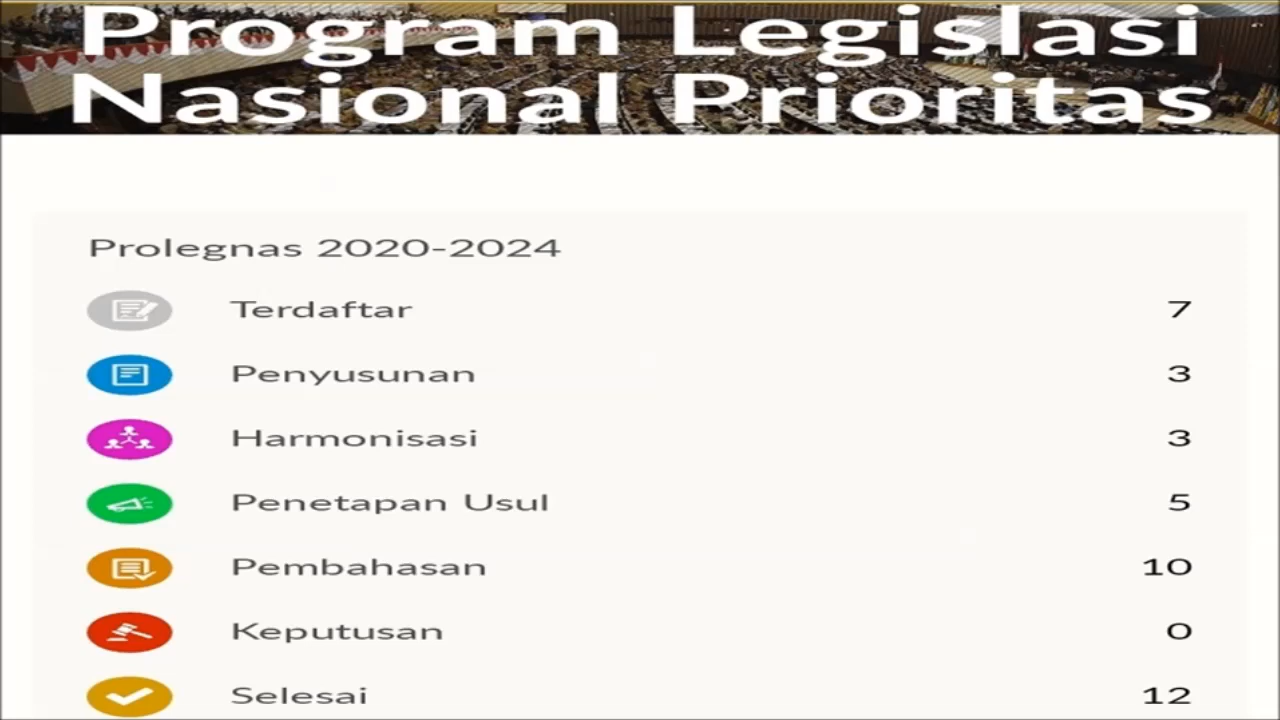 Program Legislasi
Nasional Prioritas
Prolegnas 2020-2024
Terdaftar 7
Penyusunan 3
Harmonisasi 3
Penetapan Usul 5
Pembahasan 10
Keputusan 0
Selesai 12